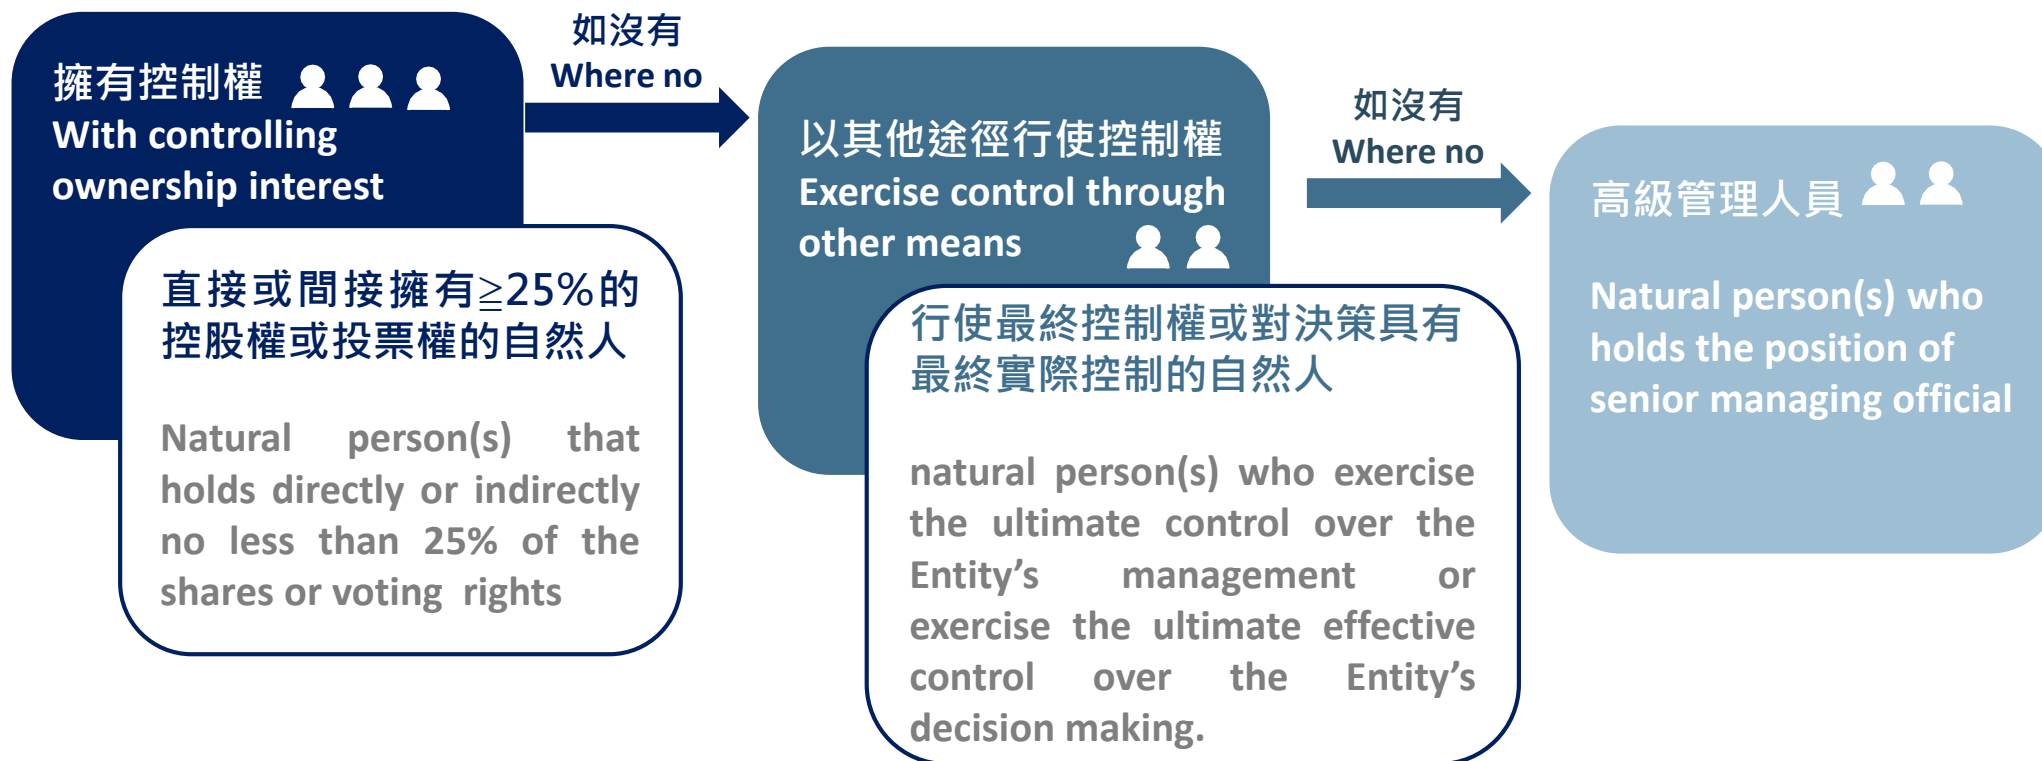 擁有控制權
With controlling
ownership interest
直接或間接擁有≧25%的
控股權或投票權的自然人
Natural person(s) that
holds directly or indirectly
no less than 25% of the
shares or voting rights
如沒有
Where no
以其他途徑行使控制權
Exercise control through
other means
行使最終控制權或對決策具有
最終實際控制的自然人
natural person(s) who exercise
the ultimate control over the
Entity’s management or
exercise the ultimate effective
control over the Entity’s
decision making.
如沒有
Where no
高級管理人員
Natural person(s) who
holds the position of
senior managing official